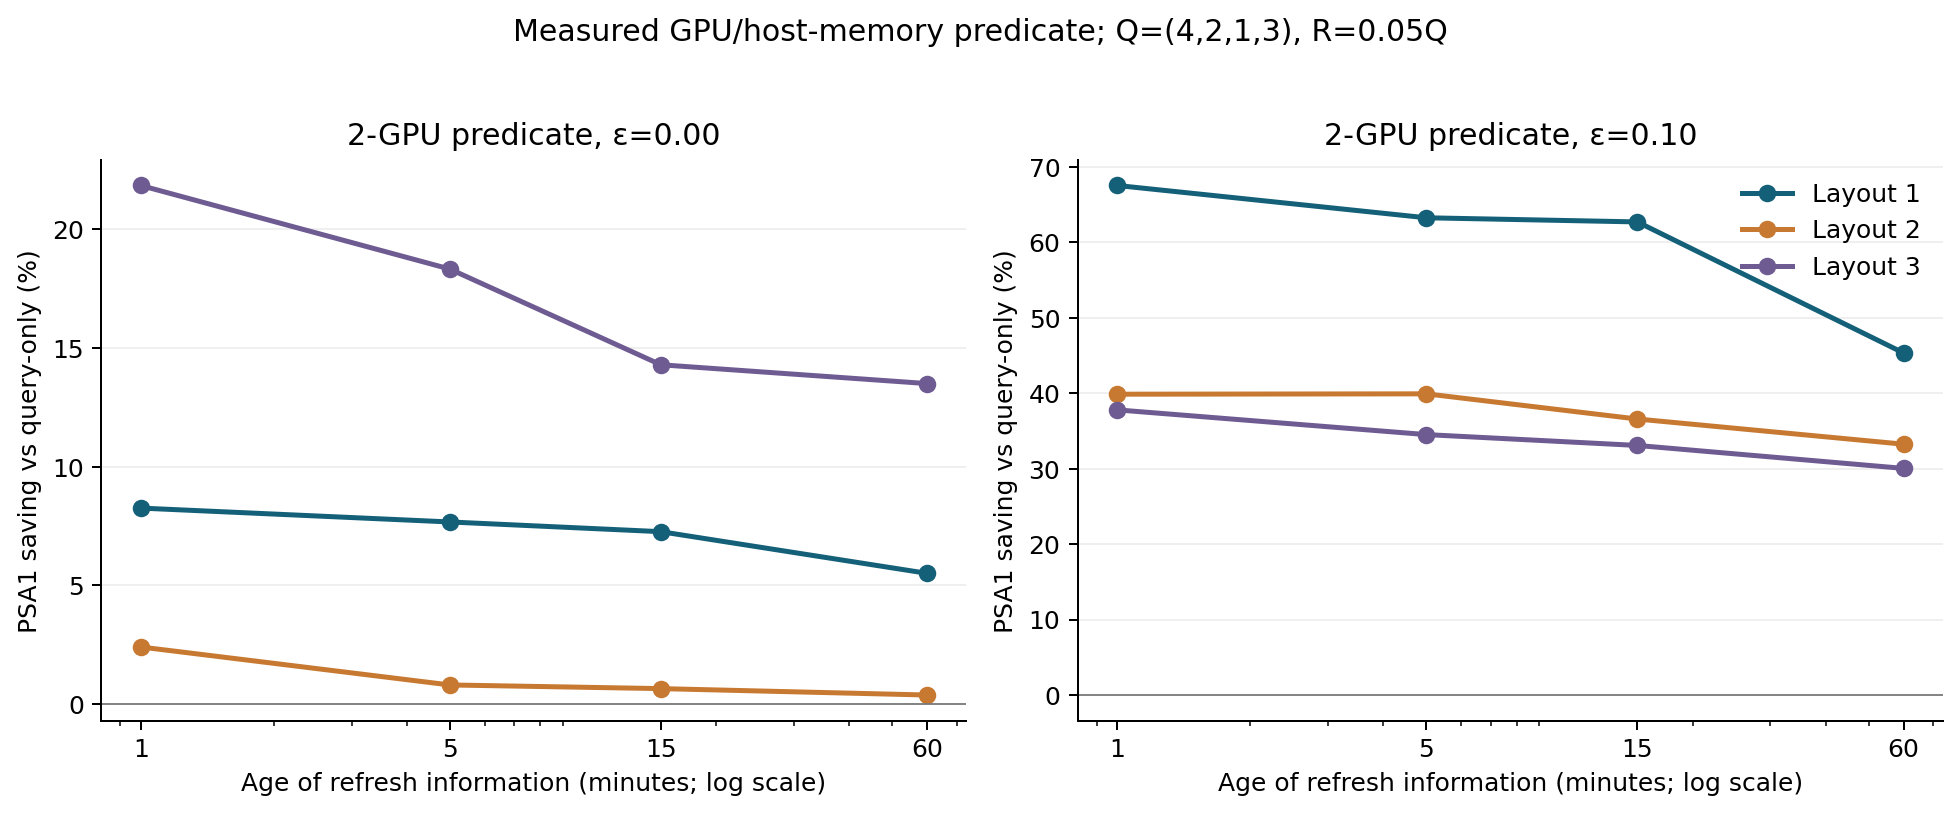 Measured GPU/host-memory predicate; Q=(4,2,1,3), R=0.05Q
2-GPU predicate, ε=0.00
PSA1 saving vs query-only (%)
20
15
10
5
0
1 5 15 60
Age of refresh information (minutes; log scale)
2-GPU predicate, ε=0.10
PSA1 saving vs query-only (%)
70
60
50
40
30
20
10
0
Layout 1
Layout 2
Layout 3
1 5 15 60
Age of refresh information (minutes; log scale)